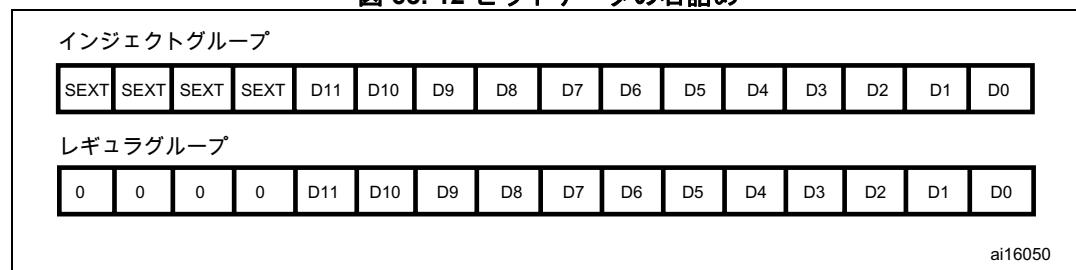 インジェクトグループ
SEXT SEXT SEXT SEXT D11 D10 D9 D8 D7 D6 D5 D4 D3 D2 D1 D0
レギュラグループ
0 0 0 0 D11 D10 D9 D8 D7 D6 D5 D4 D3 D2 D1 D0
ai16050